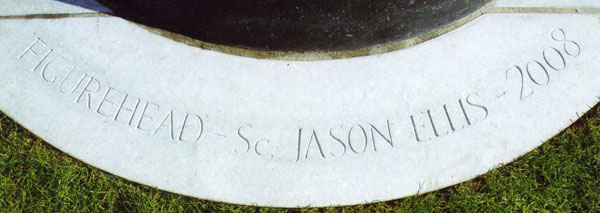 FIGUREHEAD – Sc. JASON ELLIS – 2008